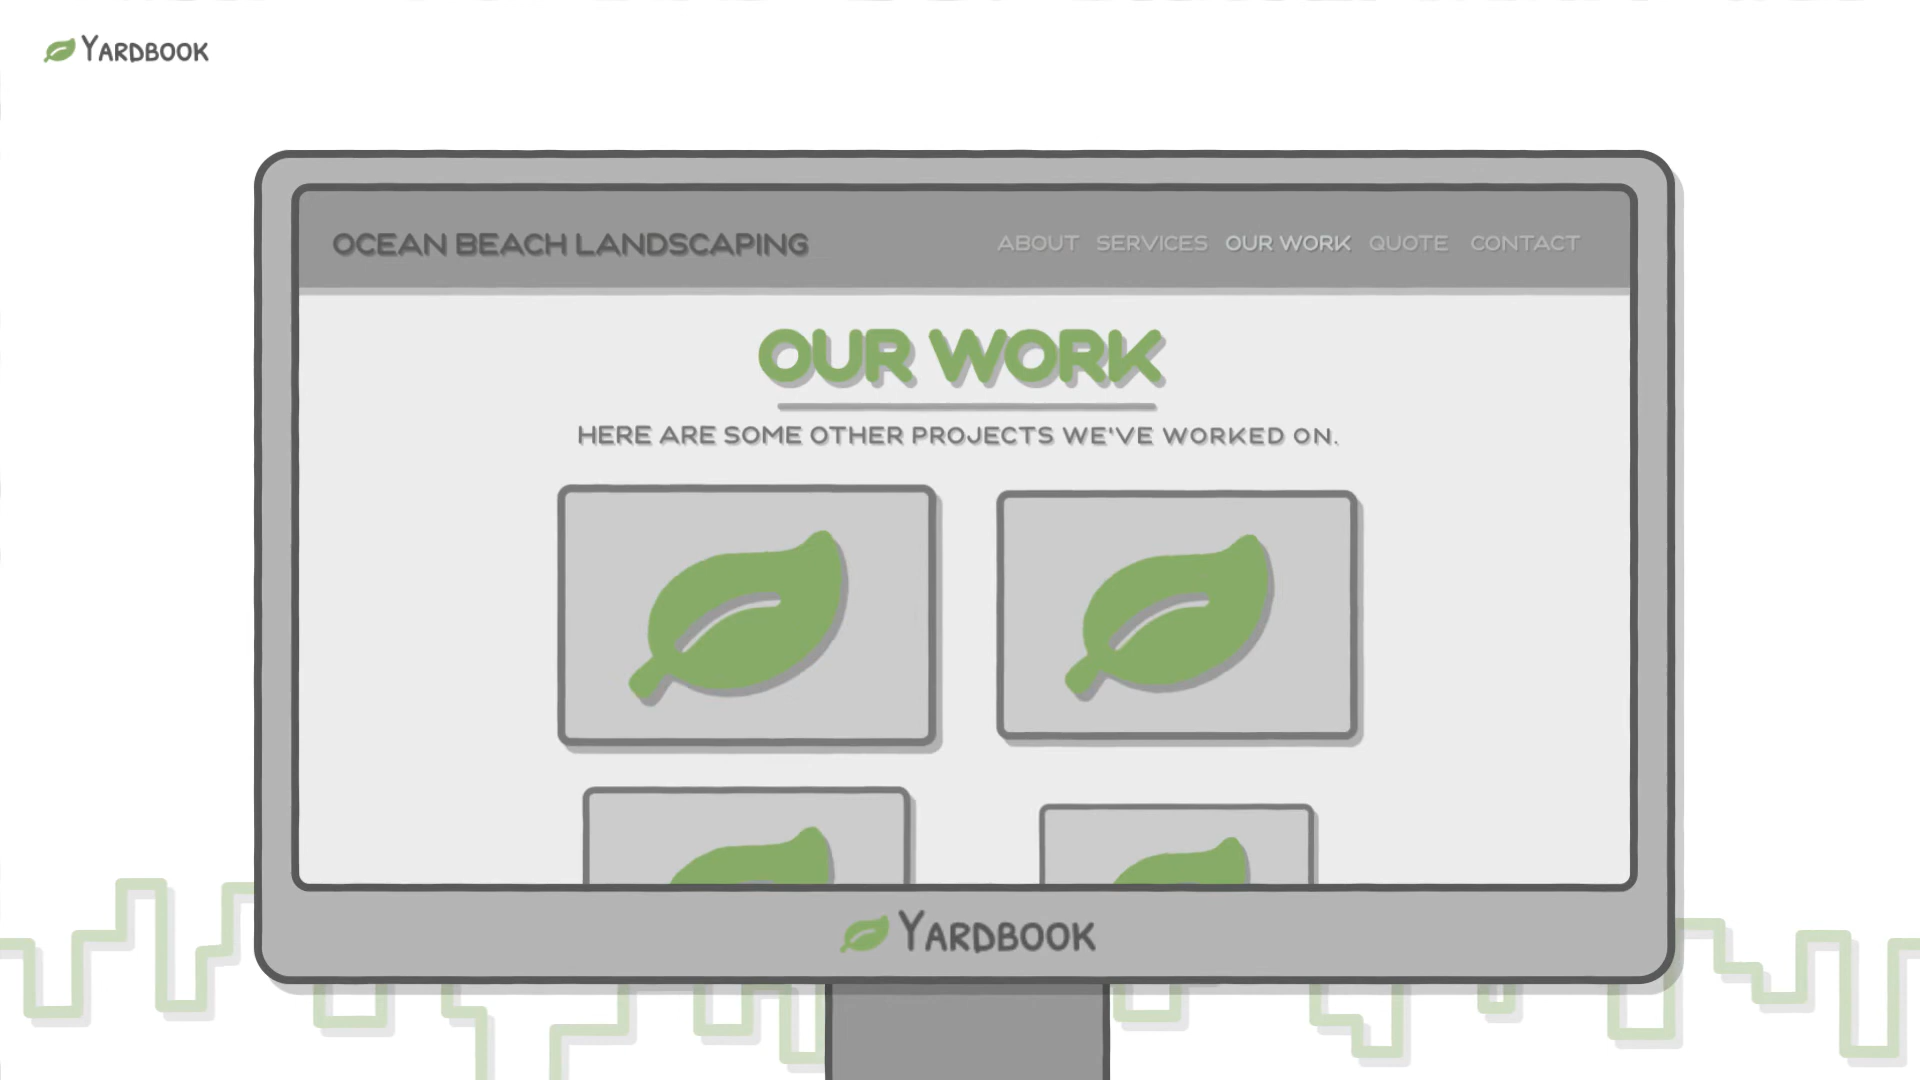 YARDBOOK
OCEAN BEACH LANDSCAPING
ABOUT SERVICES OUR WORK QUOTE CONTACT
OUR WORK
HERE ARE SOME OTHER PROJECTS WE'VE WORKED ON.
YARDBOOK